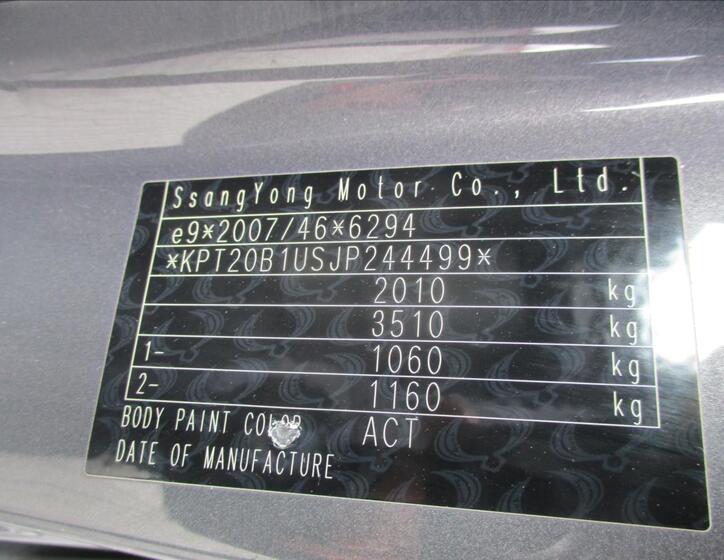 SsangYong Motor Co., Ltd.
e9*2007/46*6294
*KPT20B1USJP244499*
2010 kg
3510 kg
1- 1060 kg
2- 1160 kg
BODY PAINT COLOR ACT
DATE OF MANUFACTURE